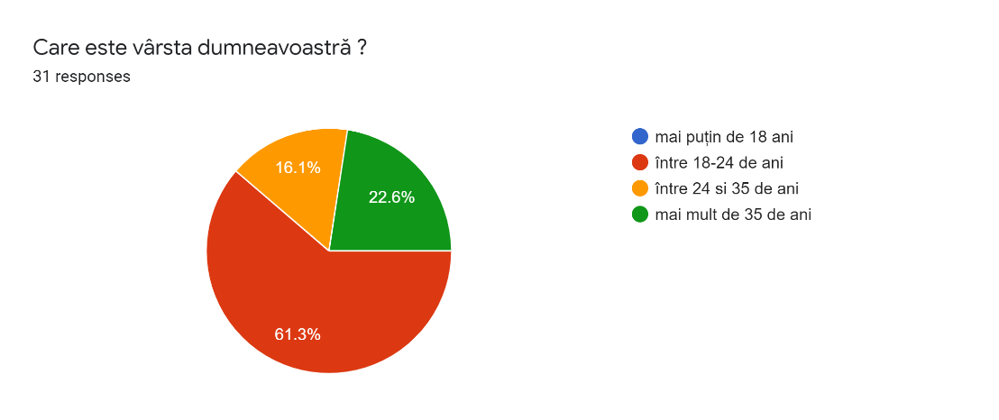 Care este vârsta dumneavoastră ?
31 responses
16.1%
22.6%
61.3%
mai puțin de 18 ani
între 18-24 de ani
între 24 si 35 de ani
mai mult de 35 de ani